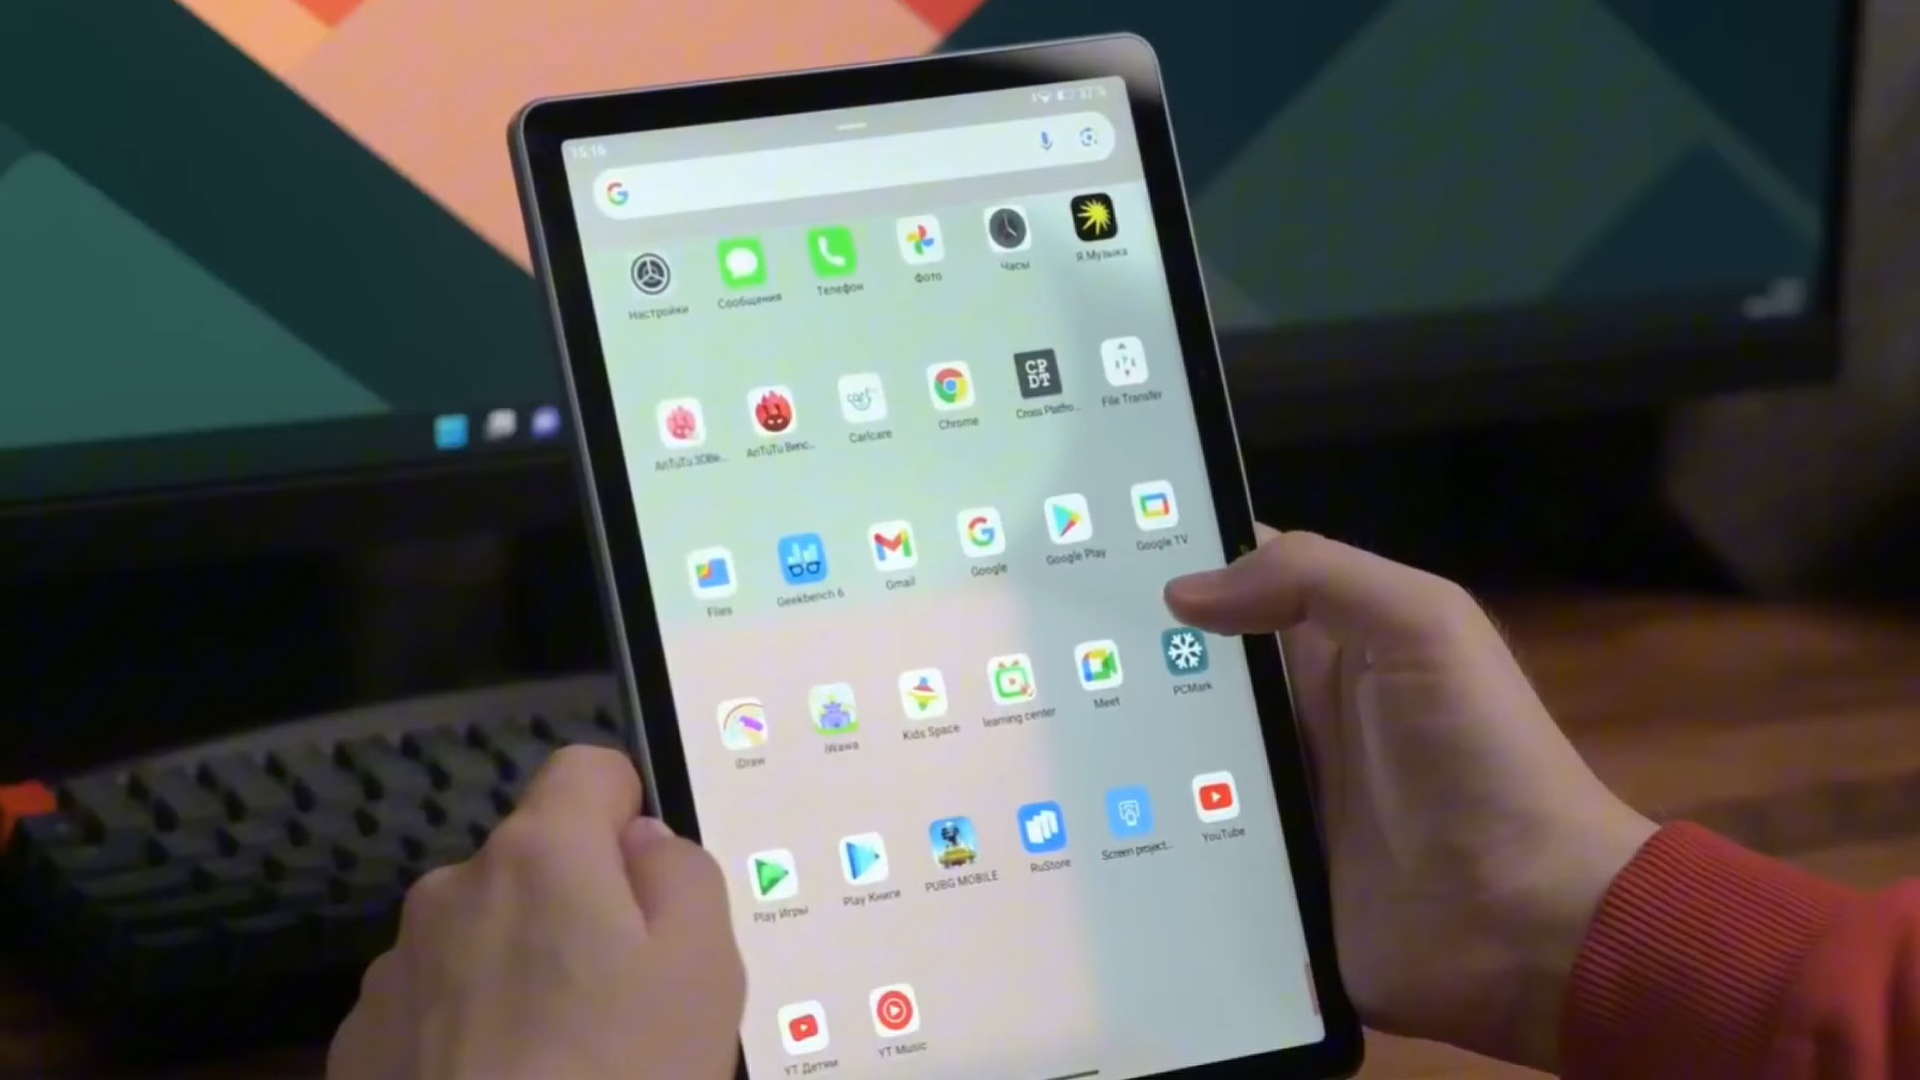 15:16
37%
Настройки
Сообщения
Телефон
Фото
Часы
Я.Музыка
AnTuTu 3DBe...
AnTuTu Benc...
Carlcare
Chrome
CPDT
Cross Platfo...
File Transfer
Files
Geekbench 6
Gmail
Google
Google Play
Google TV
iDraw
iWawa
Kids Space
learning center
Meet
PCMark
Play Игры
Play Книги
PUBG MOBILE
RuStore
Screen project...
YouTube
YT Детям
YT Music